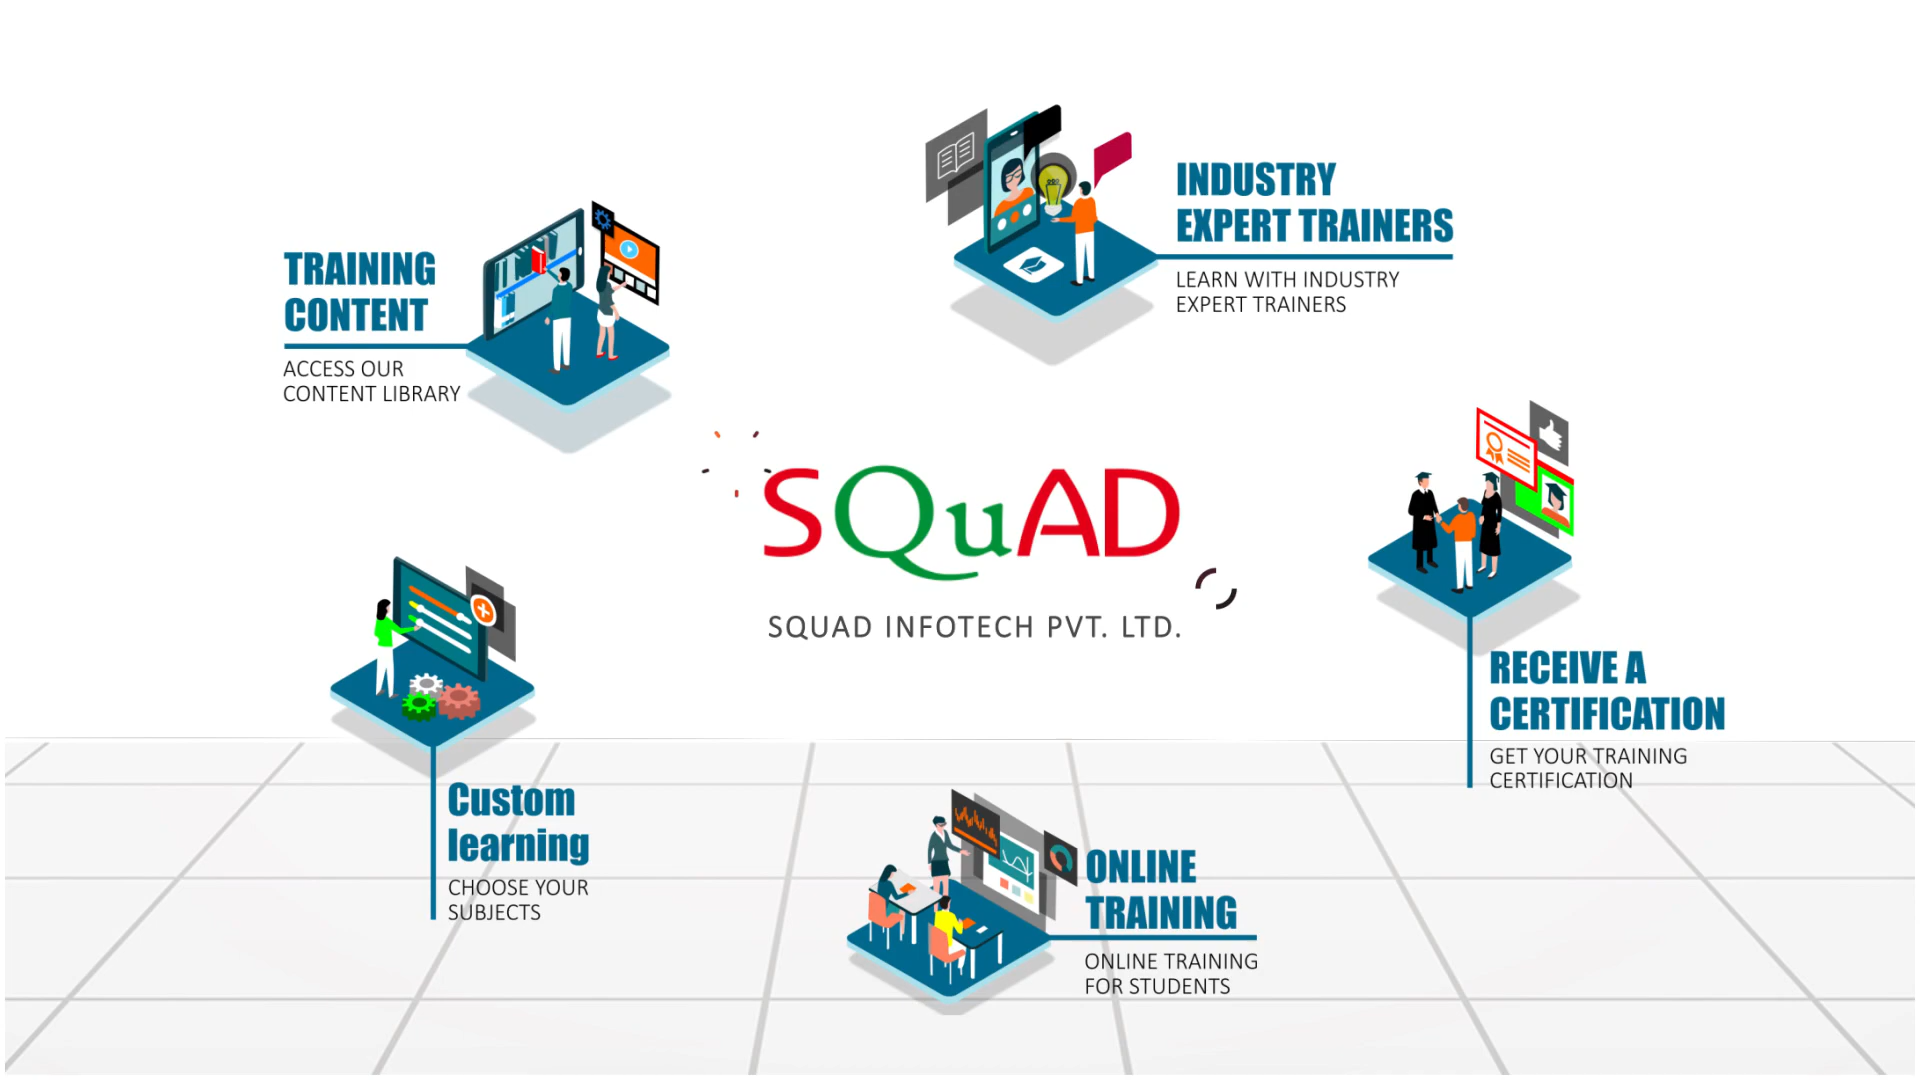 INDUSTRY
EXPERT TRAINERS
LEARN WITH INDUSTRY
EXPERT TRAINERS
TRAINING
CONTENT
ACCESS OUR
CONTENT LIBRARY
SQuAD
SQUAD INFOTECH PVT. LTD.
RECEIVE A
CERTIFICATION
GET YOUR TRAINING
CERTIFICATION
Custom
learning
CHOOSE YOUR
SUBJECTS
ONLINE
TRAINING
ONLINE TRAINING
FOR STUDENTS